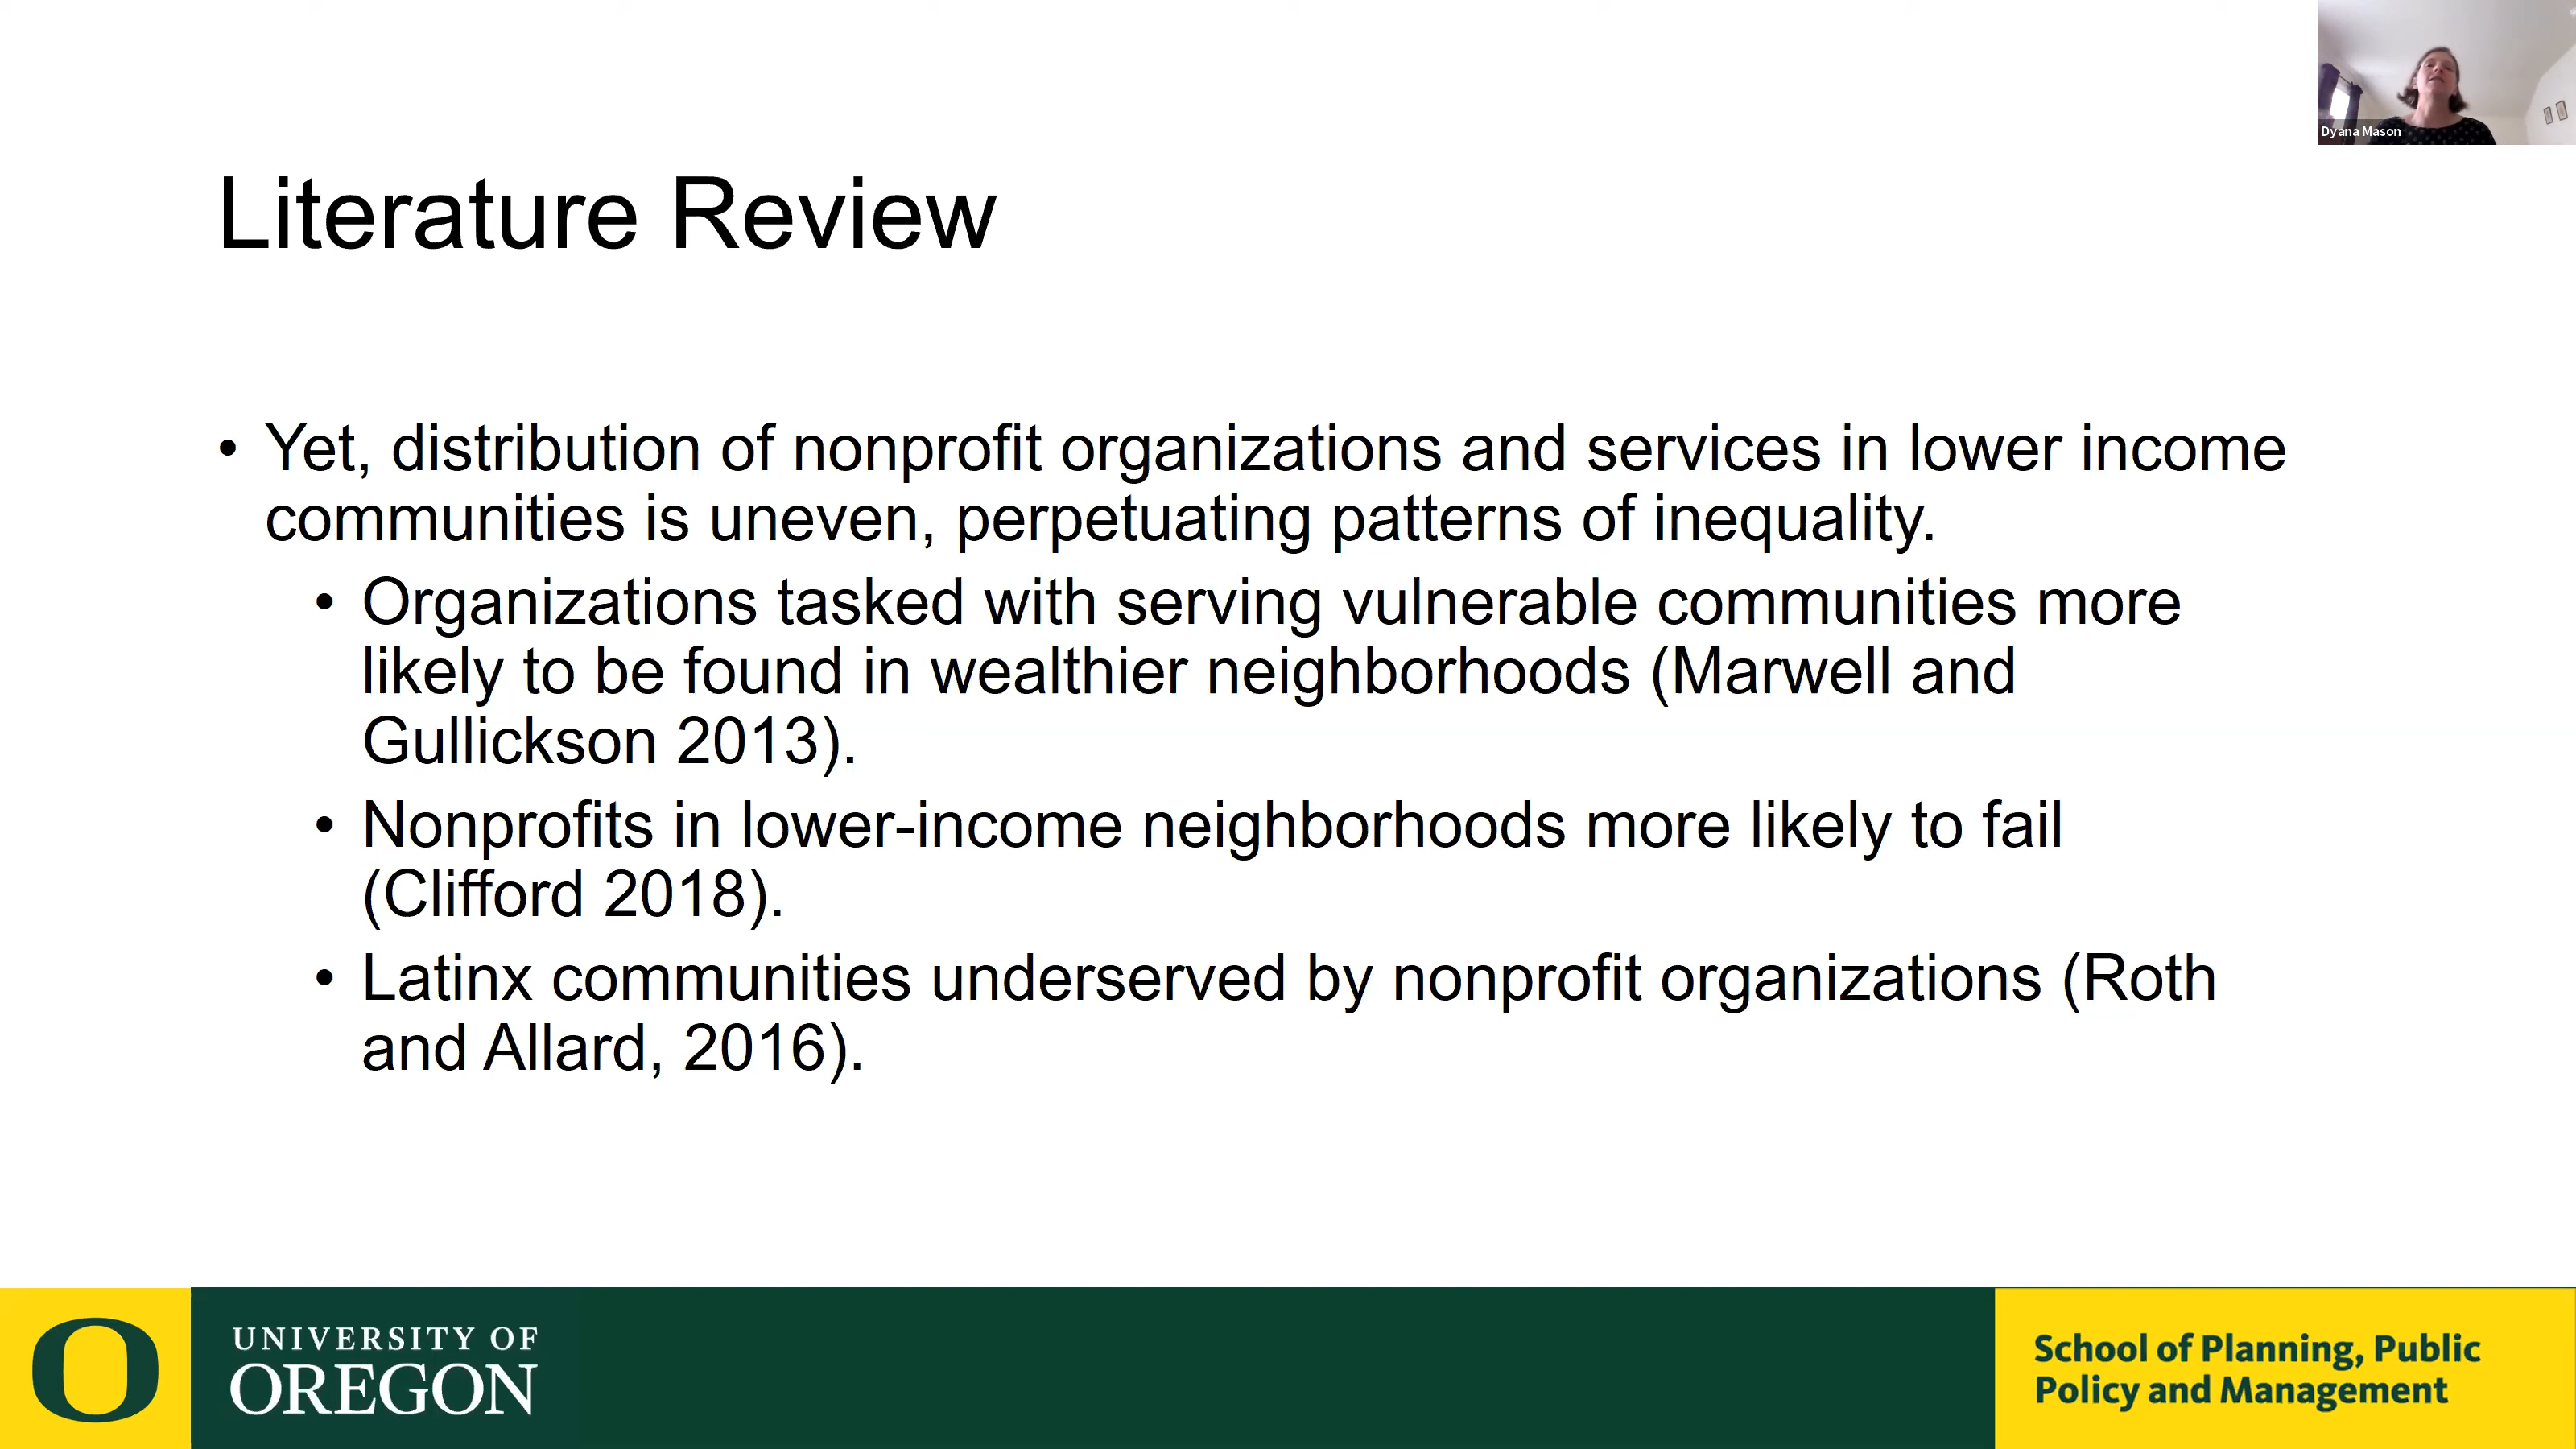 Dyana Mason
Literature Review
• Yet, distribution of nonprofit organizations and services in lower income
communities is uneven, perpetuating patterns of inequality.
• Organizations tasked with serving vulnerable communities more
likely to be found in wealthier neighborhoods (Marwell and
Gullickson 2013).
• Nonprofits in lower-income neighborhoods more likely to fail
(Clifford 2018).
• Latinx communities underserved by nonprofit organizations (Roth
and Allard, 2016).
O
UNIVERSITY OF
OREGON
School of Planning, Public
Policy and Management